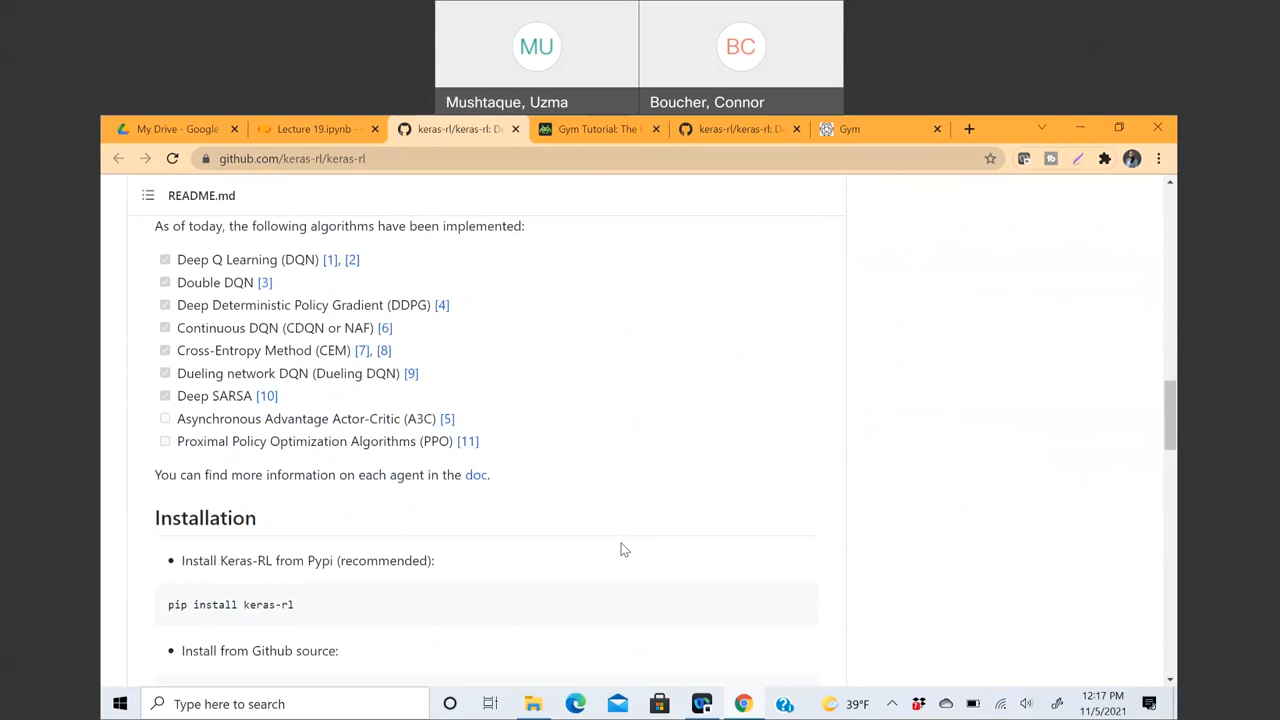 MU
BC
Mushtaque, Uzma
Boucher, Connor
My Drive - Google
Lecture 19.ipynb -
keras-rl/keras-rl: De
Gym Tutorial: The
keras-rl/keras-rl: De
Gym
github.com/keras-rl/keras-rl
README.md
As of today, the following algorithms have been implemented:
Deep Q Learning (DQN) [1], [2]
Double DQN [3]
Deep Deterministic Policy Gradient (DDPG) [4]
Continuous DQN (CDQN or NAF) [6]
Cross-Entropy Method (CEM) [7], [8]
Dueling network DQN (Dueling DQN) [9]
Deep SARSA [10]
Asynchronous Advantage Actor-Critic (A3C) [5]
Proximal Policy Optimization Algorithms (PPO) [11]
You can find more information on each agent in the doc.
Installation
• Install Keras-RL from Pypi (recommended):
pip install keras-rl
• Install from Github source:
Type here to search
39°F
12:17 PM
11/5/2021